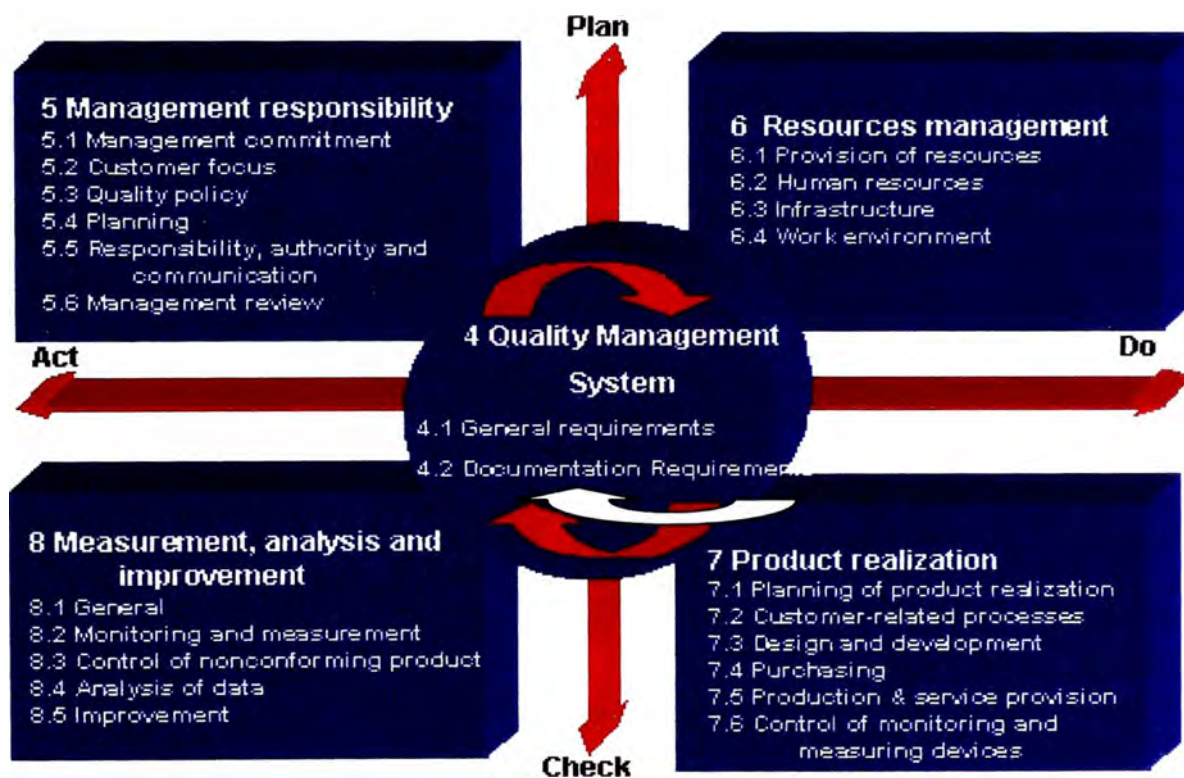 Plan
5 Management responsibility
5.1 Management commitment
5.2 Customer focus
5.3 Quality policy
5.4 Planning
5.5 Responsibility, authority and
communication
5.6 Management review
6 Resources management
6.1 Provision of resources
6.2 Human resources
6.3 Infrastructure
6.4 Work environment
Act
Do
4 Quality Management
System
4.1 General requirements
4.2 Documentation Requirements
8 Measurement, analysis and
improvement
8.1 General
8.2 Monitoring and measurement
8.3 Control of nonconforming product
8.4 Analysis of data
8.5 Improvement
7 Product realization
7.1 Planning of product realization
7.2 Customer-related processes
7.3 Design and development
7.4 Purchasing
7.5 Production & service provision
7.6 Control of monitoring and
measuring devices
Check